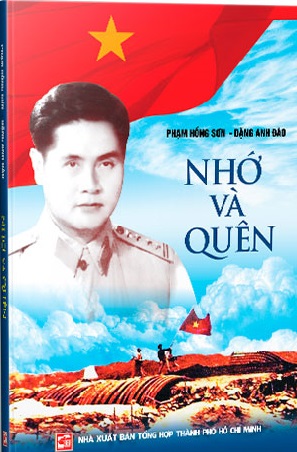 PHẠM HỒNG SƠN - ĐẶNG ANH ĐÀO
NHỚ
VÀ
QUÊN
NHÀ XUẤT BẢN TỔNG HỢP THÀNH PHỐ HỒ CHÍ MINH